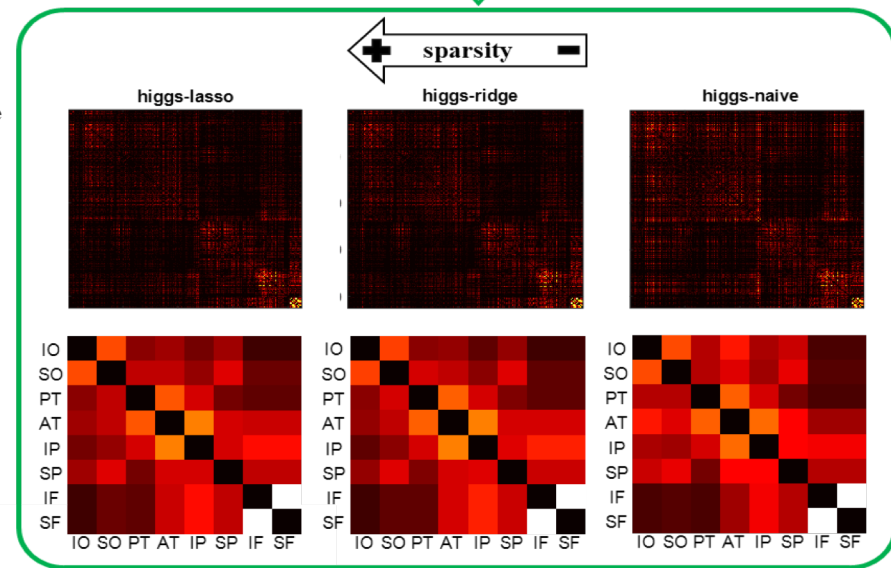 + sparsity -
higgs-lasso higgs-ridge higgs-naive
IO IO IO
SO SO SO
PT PT PT
AT AT AT
IP IP IP
SP SP SP
IF IF IF
SF SF SF
IO SO PT AT IP SP IF SF IO SO PT AT IP SP IF SF IO SO PT AT IP SP IF SF